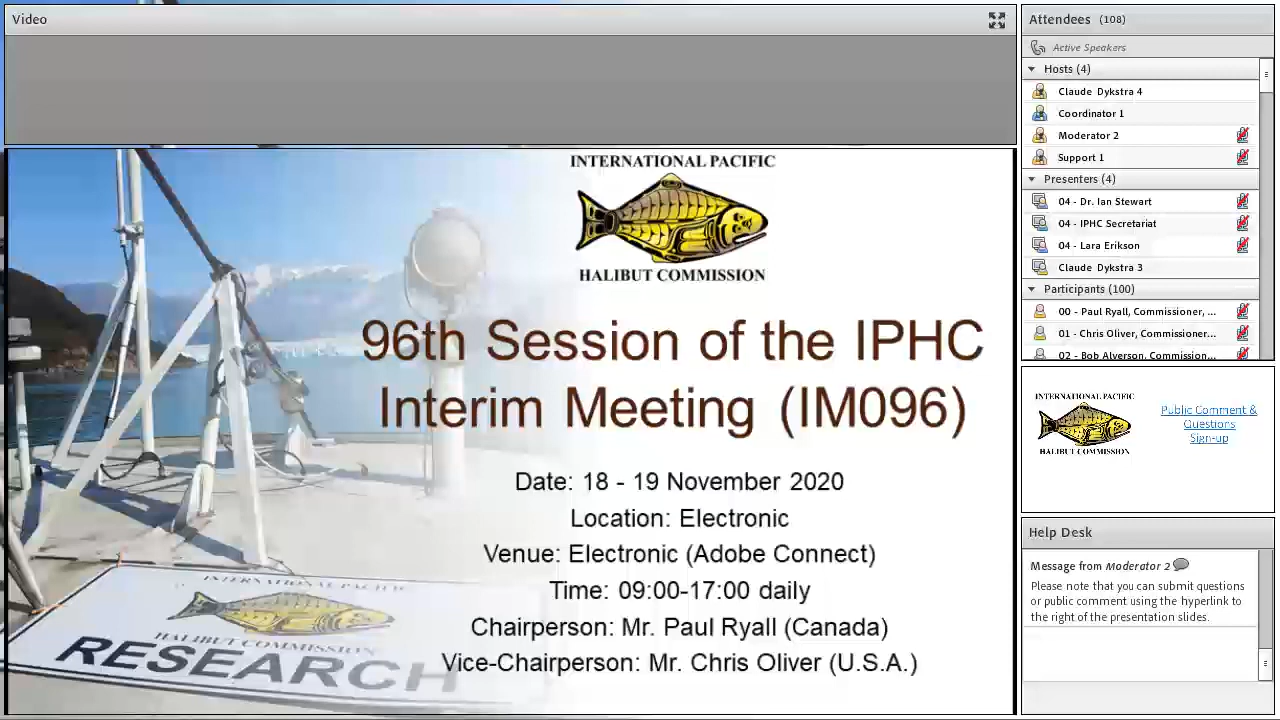 Video
INTERNATIONAL PACIFIC
HALIBUT COMMISSION
96th Session of the IPHC
Interim Meeting (IM096)
Date: 18 - 19 November 2020
Location: Electronic
Venue: Electronic (Adobe Connect)
Time: 09:00-17:00 daily
Chairperson: Mr. Paul Ryall (Canada)
Vice-Chairperson: Mr. Chris Oliver (U.S.A.)
INTERNATIONAL PACIFIC
HALIBUT COMMISSION
RESEARCH
Attendees (108)
Active Speakers
Hosts (4)
Claude Dykstra 4
Coordinator 1
Moderator 2
Support 1
Presenters (4)
04 - Dr. Ian Stewart
04 - IPHC Secretariat
04 - Lara Erikson
Claude Dykstra 3
Participants (100)
00 - Paul Ryall, Commissioner, ...
01 - Chris Oliver, Commissioner...
02 - Bob Alverson, Commission...
INTERNATIONAL PACIFIC
HALIBUT COMMISSION
Public Comment &
Questions
Sign-up
Help Desk
Message from Moderator 2
Please note that you can submit questions
or public comment using the hyperlink to
the right of the presentation slides.